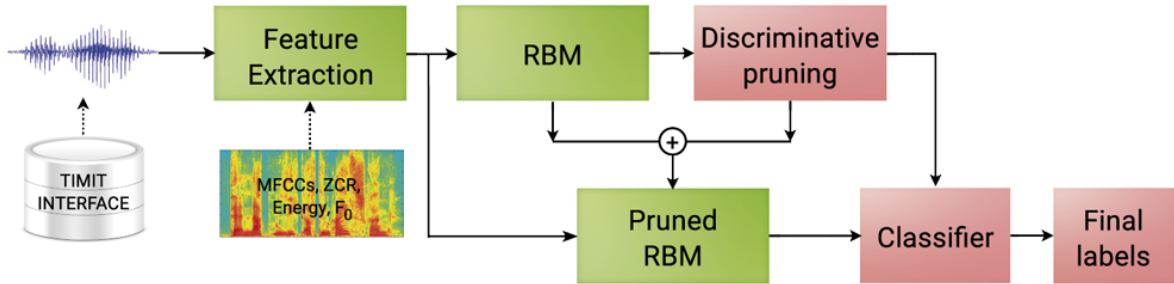 Feature
Extraction
RBM
Discriminative
pruning
TIMIT
INTERFACE
MFCCs, ZCR,
Energy, F₀
+
Pruned
RBM
Classifier
Final
labels